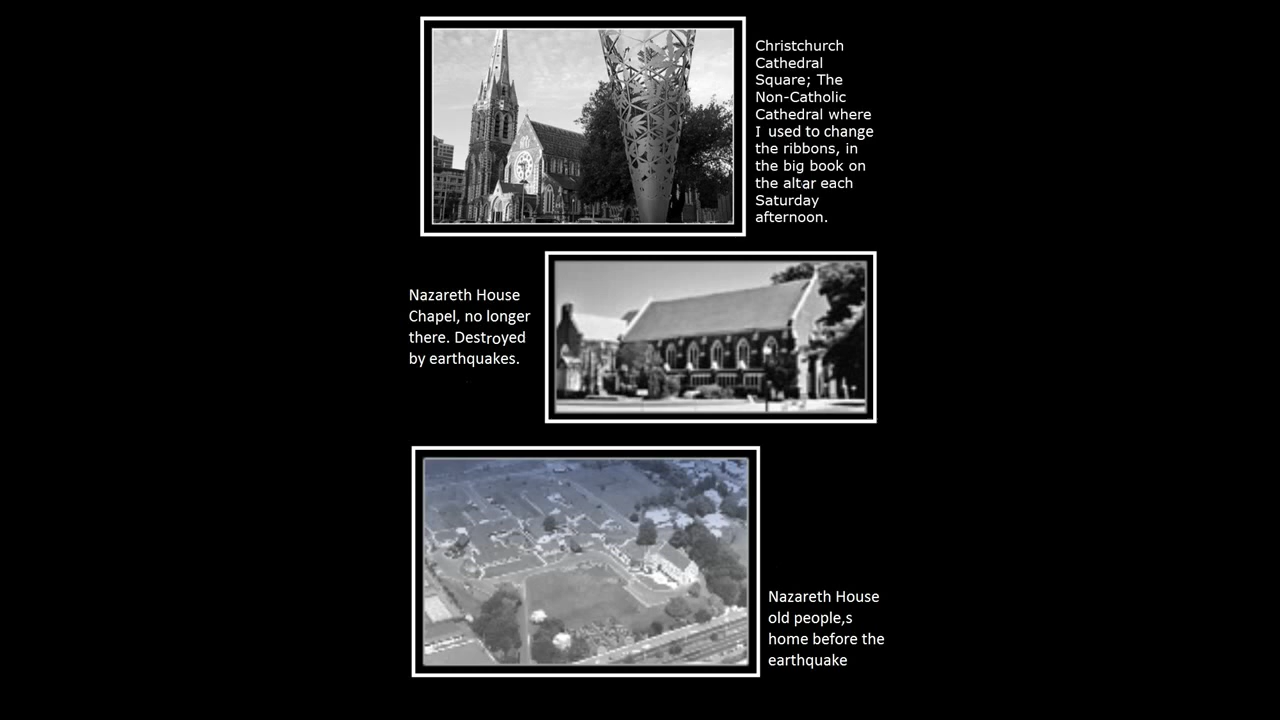 Christchurch
Cathedral
Square; The
Non-Catholic
Cathedral where
I used to change
the ribbons, in
the big book on
the altar each
Saturday
afternoon.
Nazareth House
Chapel, no longer
there. Destroyed
by earthquakes.
Nazareth House
old people,s
home before the
earthquake